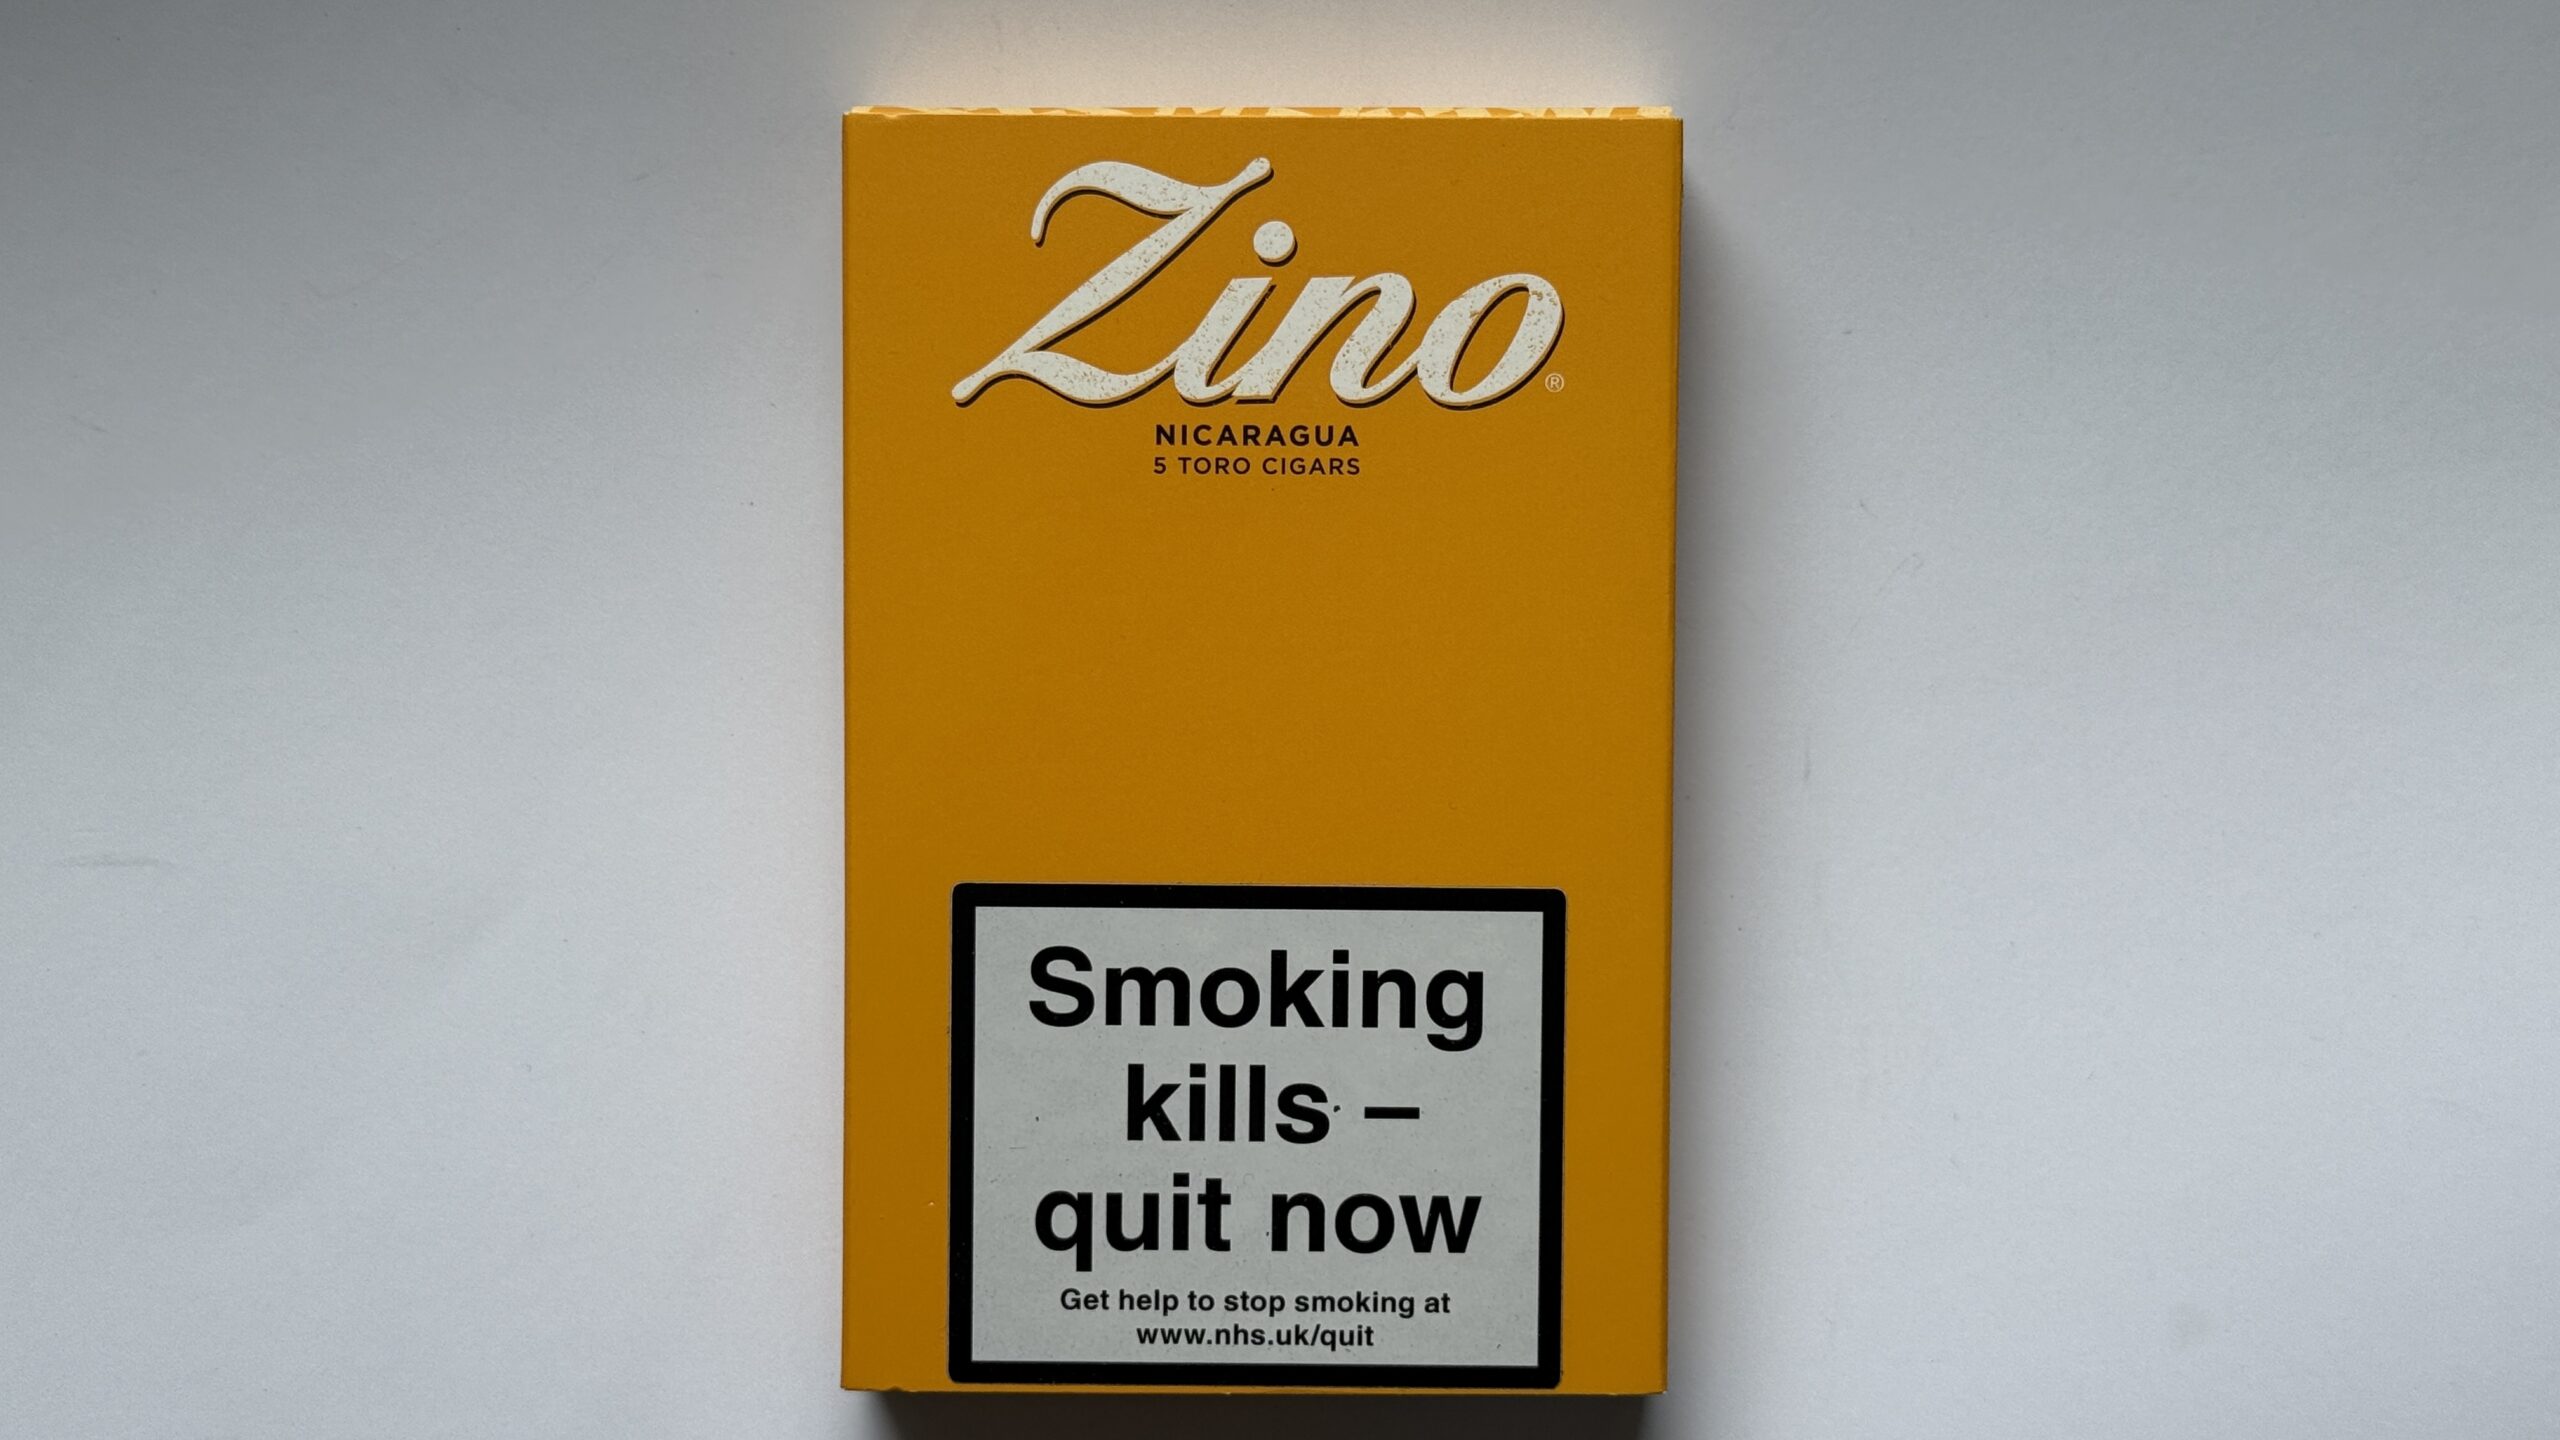 Zino®
NICARAGUA
5 TORO CIGARS
Smoking
kills –
quit now
Get help to stop smoking at
www.nhs.uk/quit